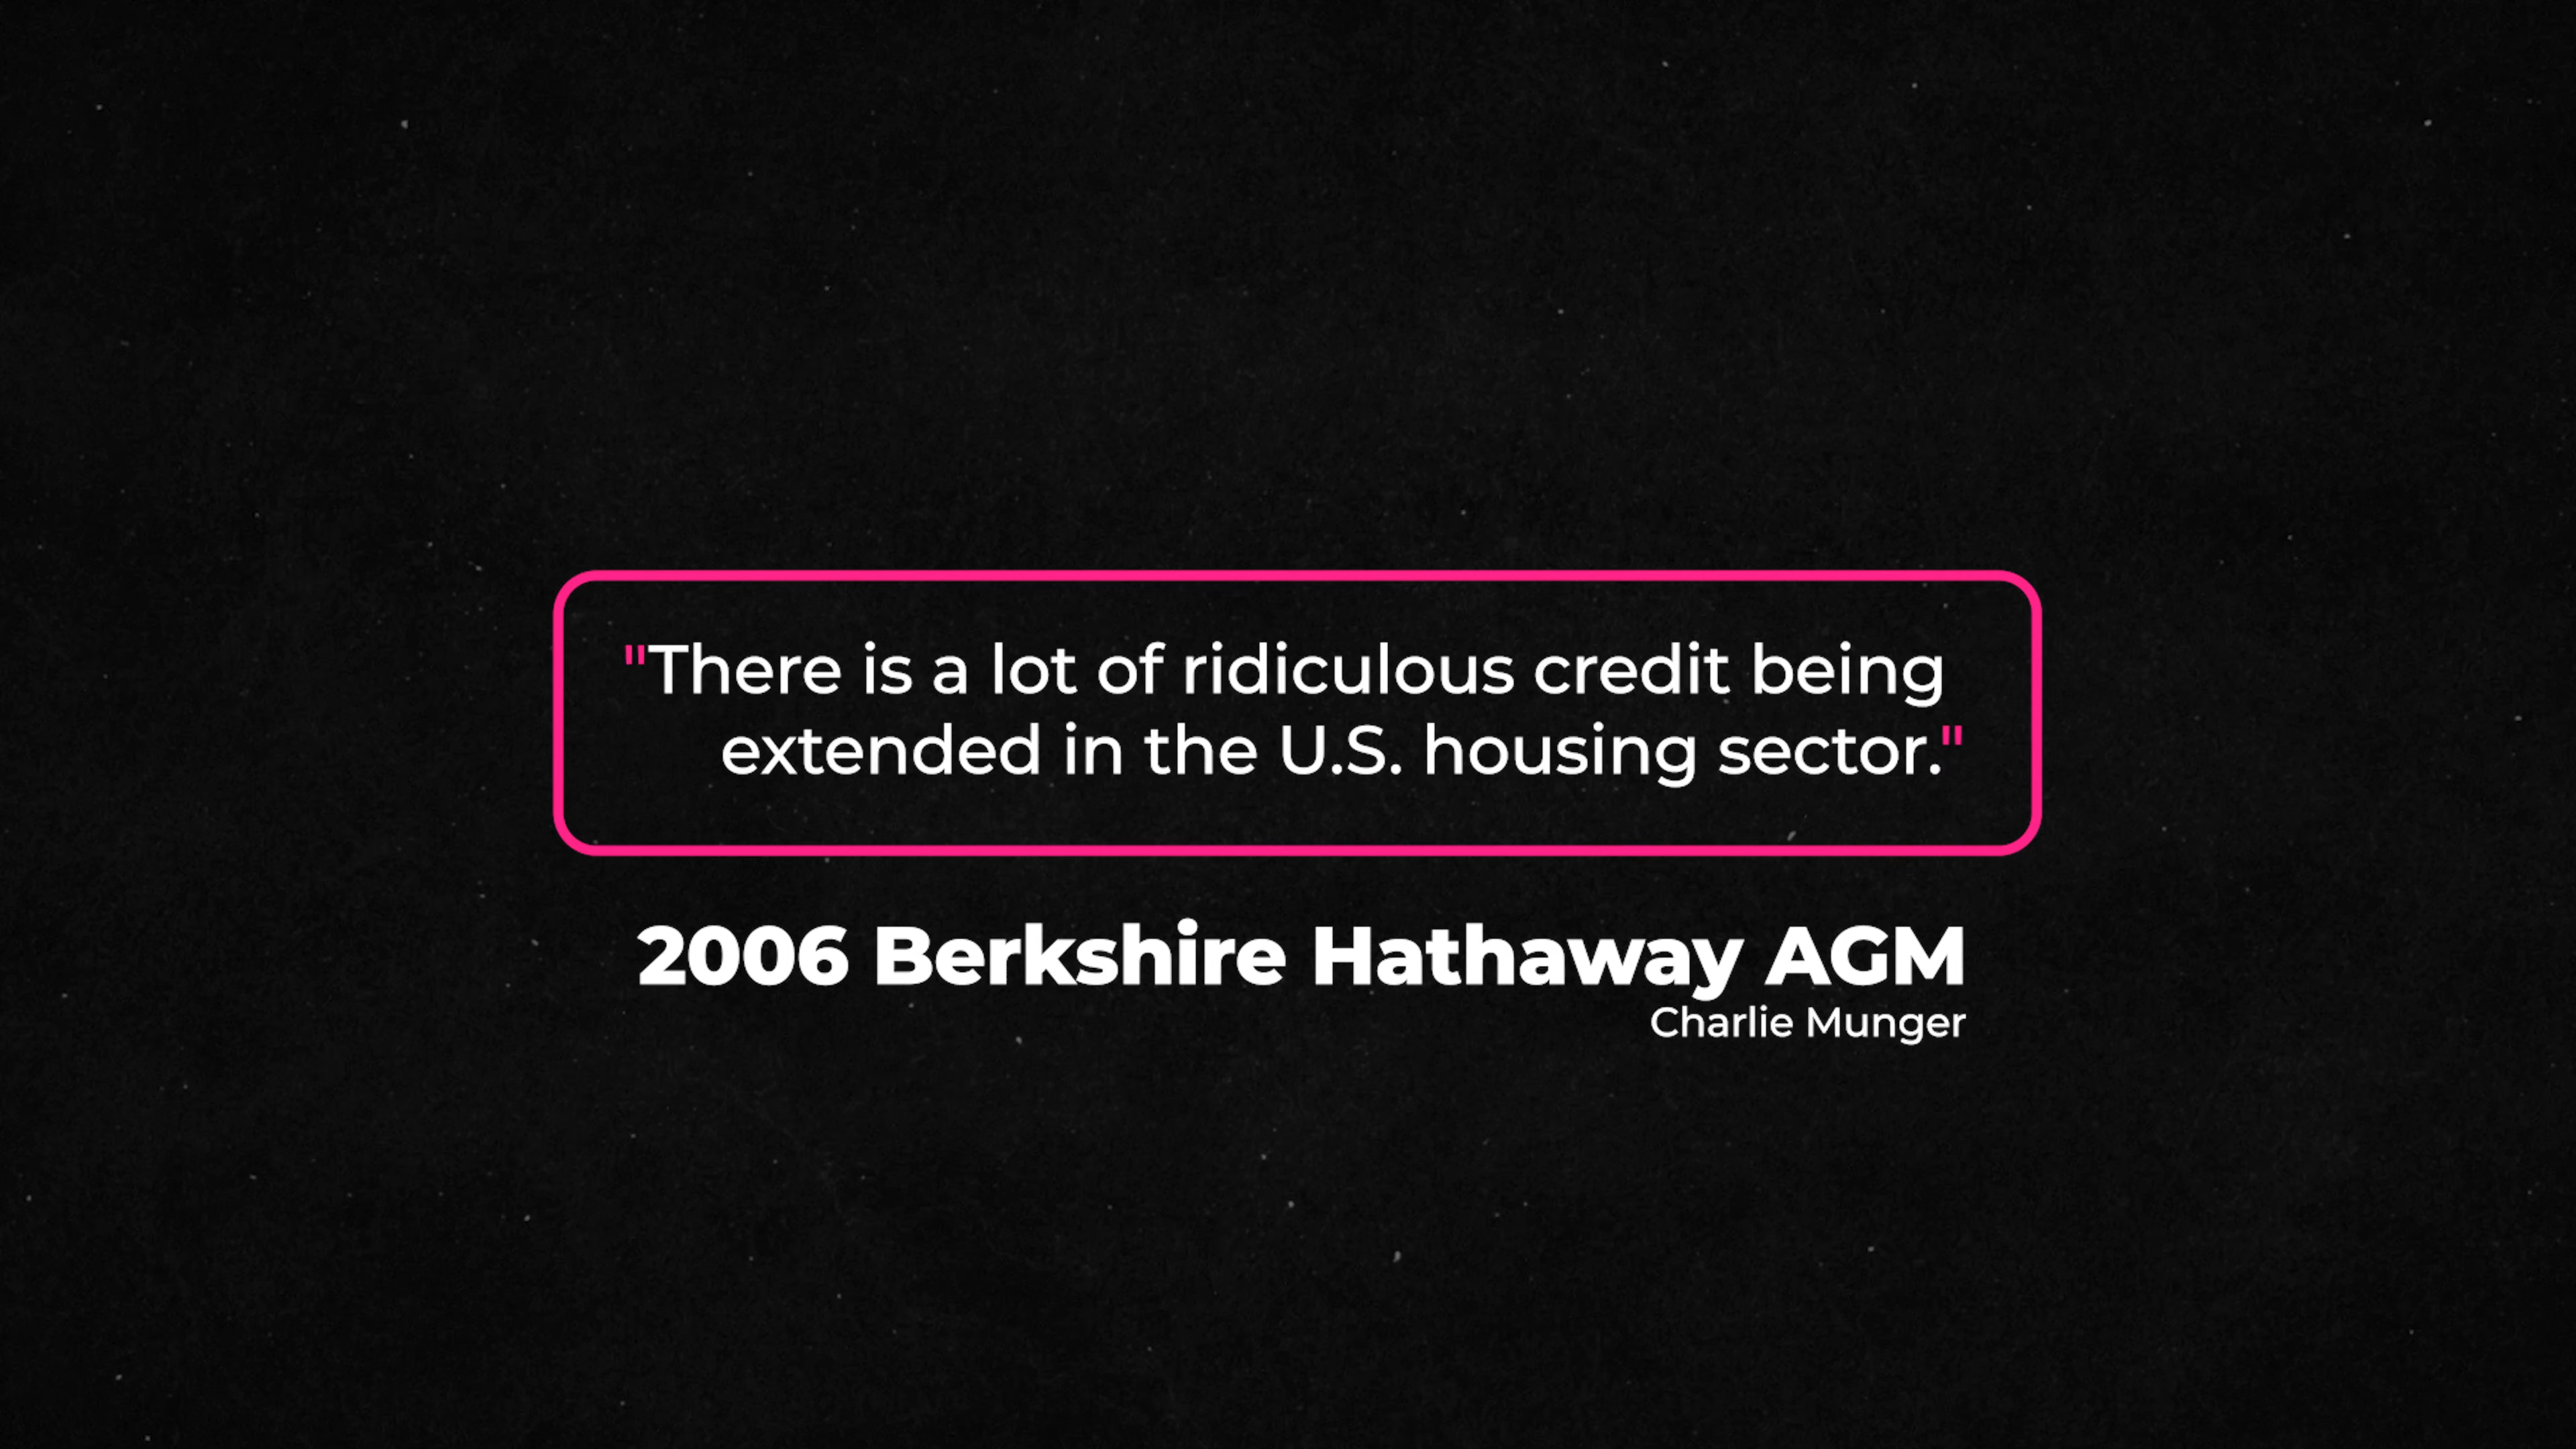 "There is a lot of ridiculous credit being
extended in the U.S. housing sector."
2006 Berkshire Hathaway AGM
Charlie Munger